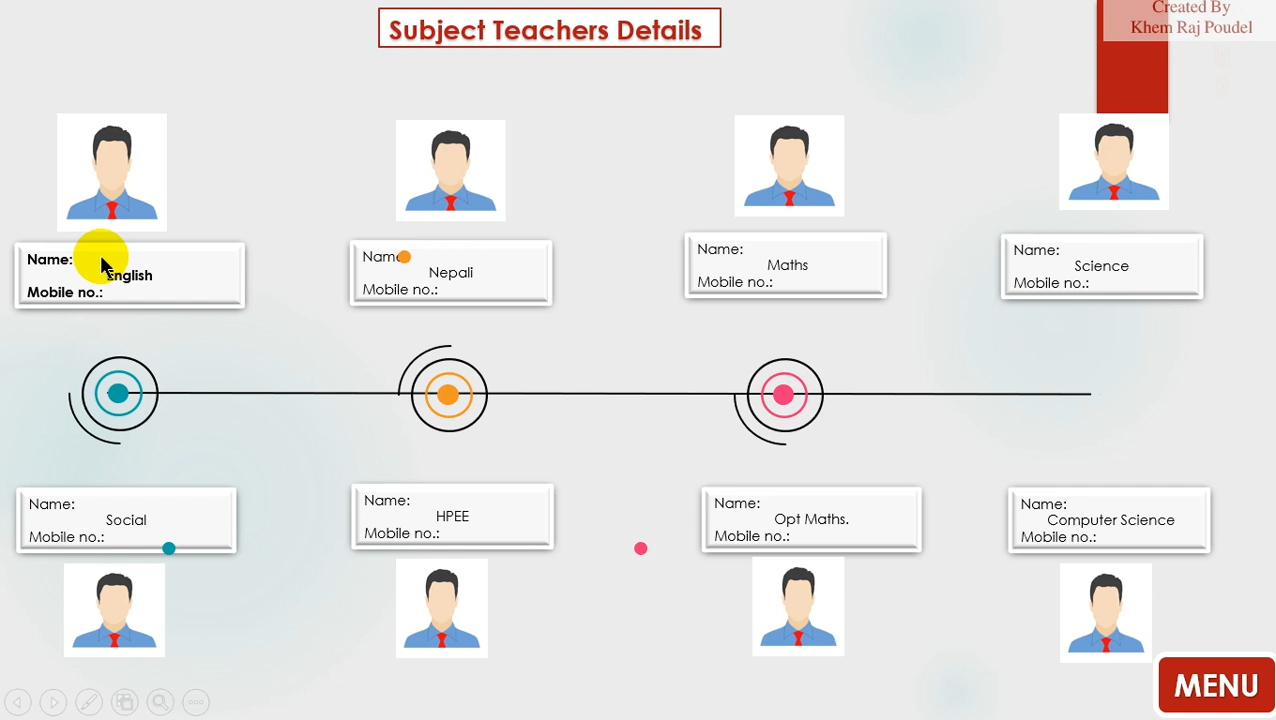 Subject Teachers Details
Created By
Khem Raj Poudel
Name:
English
Mobile no.:
Name:
Nepali
Mobile no.:
Name:
Maths
Mobile no.:
Name:
Science
Mobile no.:
Name:
Social
Mobile no.:
Name:
HPEE
Mobile no.:
Name:
Opt Maths.
Mobile no.:
Name:
Computer Science
Mobile no.:
MENU